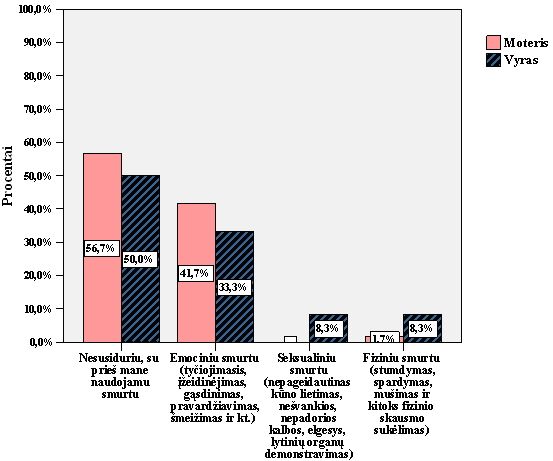 100,0%
90,0%
80,0%
70,0%
60,0%
50,0%
40,0%
30,0%
20,0%
10,0%
0,0%
Procentai
Moteris
Vyras
56,7%
50,0%
41,7%
33,3%
8,3%
1,7%
8,3%
Nesusiduriu, su
prieš mane
naudojamu
smurtu
Emociniu smurtu
(tyčiojimasis,
įžeidinėjimas,
gąsdinimas,
pravardžiavimas,
šmeižimas ir kt.)
Seksualiniu
smurtu
(nepageidautinas
kūno lietimas,
nešvankios,
nepadorios
kalbos, elgesys,
lytinių organų
demonstravimas)
Fiziniu smurtu
(stumdymas,
spardymas,
mušimas ir
kitoks fizinio
skausmo
sukėlimas)